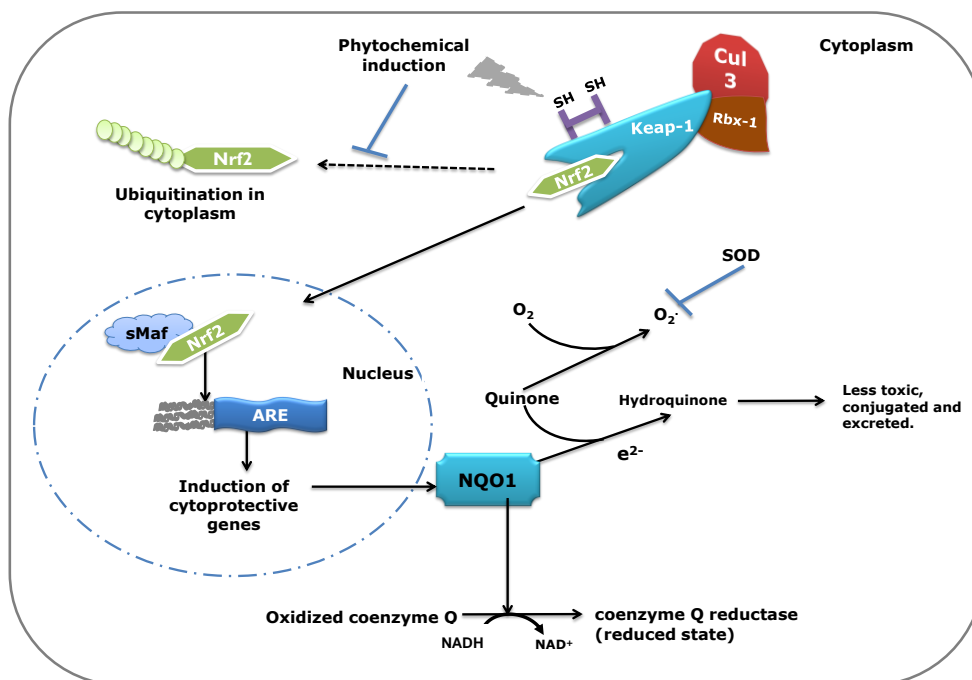 Phytochemical
induction
Cytoplasm
Cul
3
SH
SH
Keap-1
Rbx-1
Nrf2
Nrf2
Ubiquitination in
cytoplasm
SOD
O₂
O₂·
sMaf
Nrf2
Nucleus
ARE
Quinone
Hydroquinone
Less toxic,
conjugated and
excreted.
e²⁻
NQO1
Induction of
cytoprotective
genes
Oxidized coenzyme Q
coenzyme Q reductase
(reduced state)
NADH
NAD⁺